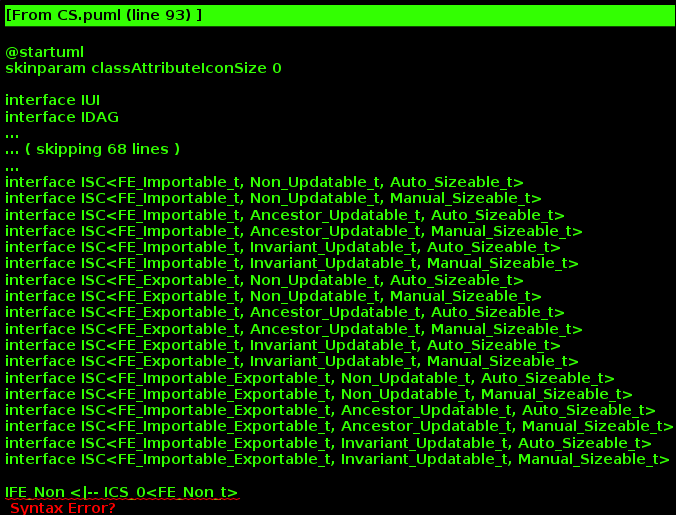 [From CS.puml (line 93) ]
@startuml
skinparam classAttributeIconSize 0
interface IUI
interface IDAG
...
... ( skipping 68 lines )
...
interface ISC<FE_Importable_t, Non_Updatable_t, Auto_Sizeable_t>
interface ISC<FE_Importable_t, Non_Updatable_t, Manual_Sizeable_t>
interface ISC<FE_Importable_t, Ancestor_Updatable_t, Auto_Sizeable_t>
interface ISC<FE_Importable_t, Ancestor_Updatable_t, Manual_Sizeable_t>
interface ISC<FE_Importable_t, Invariant_Updatable_t, Auto_Sizeable_t>
interface ISC<FE_Importable_t, Invariant_Updatable_t, Manual_Sizeable_t>
interface ISC<FE_Exportable_t, Non_Updatable_t, Auto_Sizeable_t>
interface ISC<FE_Exportable_t, Non_Updatable_t, Manual_Sizeable_t>
interface ISC<FE_Exportable_t, Ancestor_Updatable_t, Auto_Sizeable_t>
interface ISC<FE_Exportable_t, Ancestor_Updatable_t, Manual_Sizeable_t>
interface ISC<FE_Exportable_t, Invariant_Updatable_t, Auto_Sizeable_t>
interface ISC<FE_Exportable_t, Invariant_Updatable_t, Manual_Sizeable_t>
interface ISC<FE_Importable_Exportable_t, Non_Updatable_t, Auto_Sizeable_t>
interface ISC<FE_Importable_Exportable_t, Non_Updatable_t, Manual_Sizeable_t>
interface ISC<FE_Importable_Exportable_t, Ancestor_Updatable_t, Auto_Sizeable_t>
interface ISC<FE_Importable_Exportable_t, Ancestor_Updatable_t, Manual_Sizeable_t>
interface ISC<FE_Importable_Exportable_t, Invariant_Updatable_t, Auto_Sizeable_t>
interface ISC<FE_Importable_Exportable_t, Invariant_Updatable_t, Manual_Sizeable_t>
IFE_Non <|-- ICS_0<FE_Non_t>
Syntax Error?